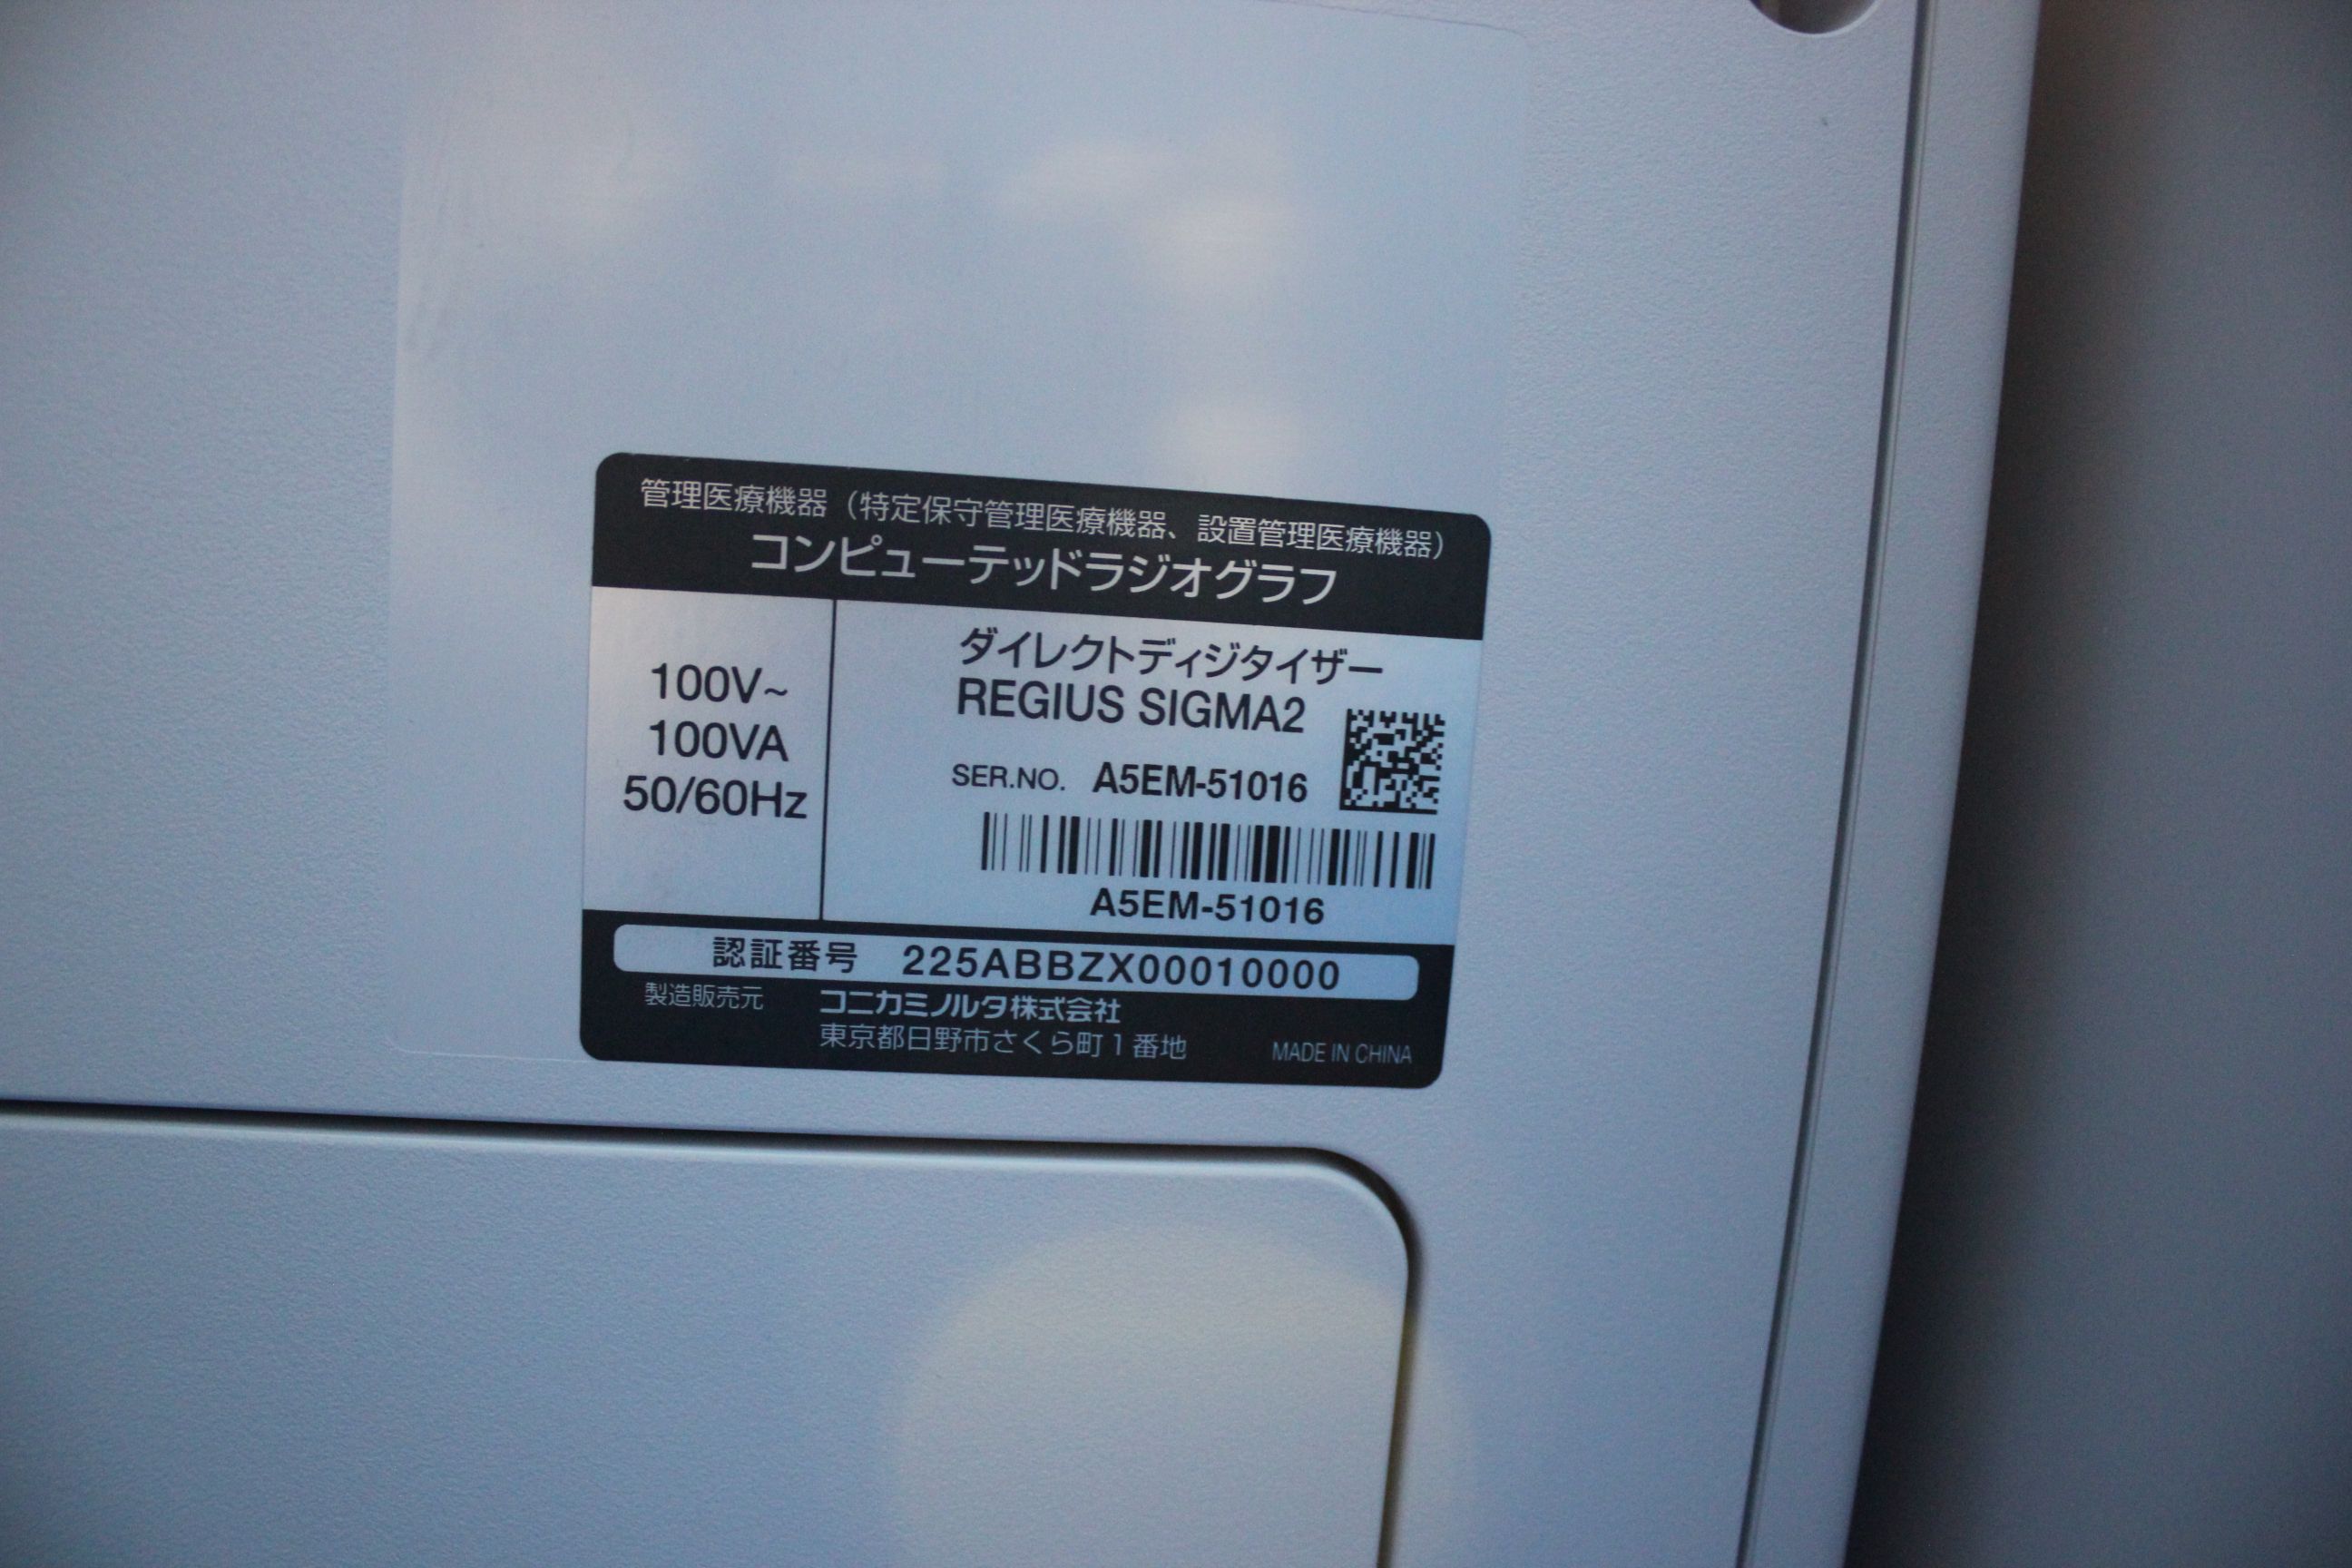 管理医療機器（特定保守管理医療機器、設置管理医療機器）
コンピューテッドラジオグラフ
100V~
100VA
50/60Hz
ダイレクトディジタイザー
REGIUS SIGMA2
SER.NO. A5EM-51016
A5EM-51016
認証番号 225ABBZX00010000
製造販売元 コニカミノルタ株式会社
東京都日野市さくら町1番地 MADE IN CHINA